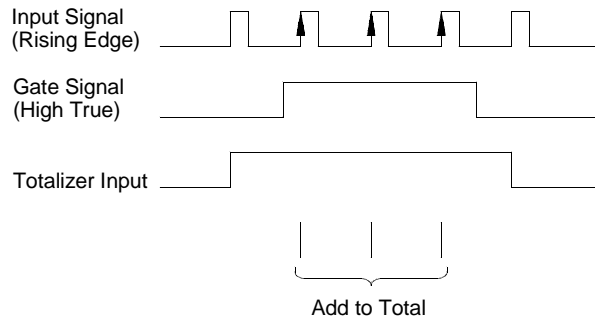 Input Signal
(Rising Edge)
Gate Signal
(High True)
Totalizer Input
Add to Total